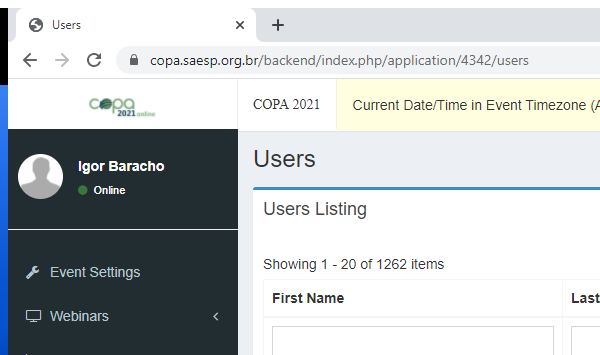 Users
copa.saesp.org.br/backend/index.php/application/4342/users
copa
2021 online
COPA 2021
Current Date/Time in Event Timezone (A
Igor Baracho
Online
Users
Users Listing
Event Settings
Showing 1 - 20 of 1262 items
First Name
Last
Webinars